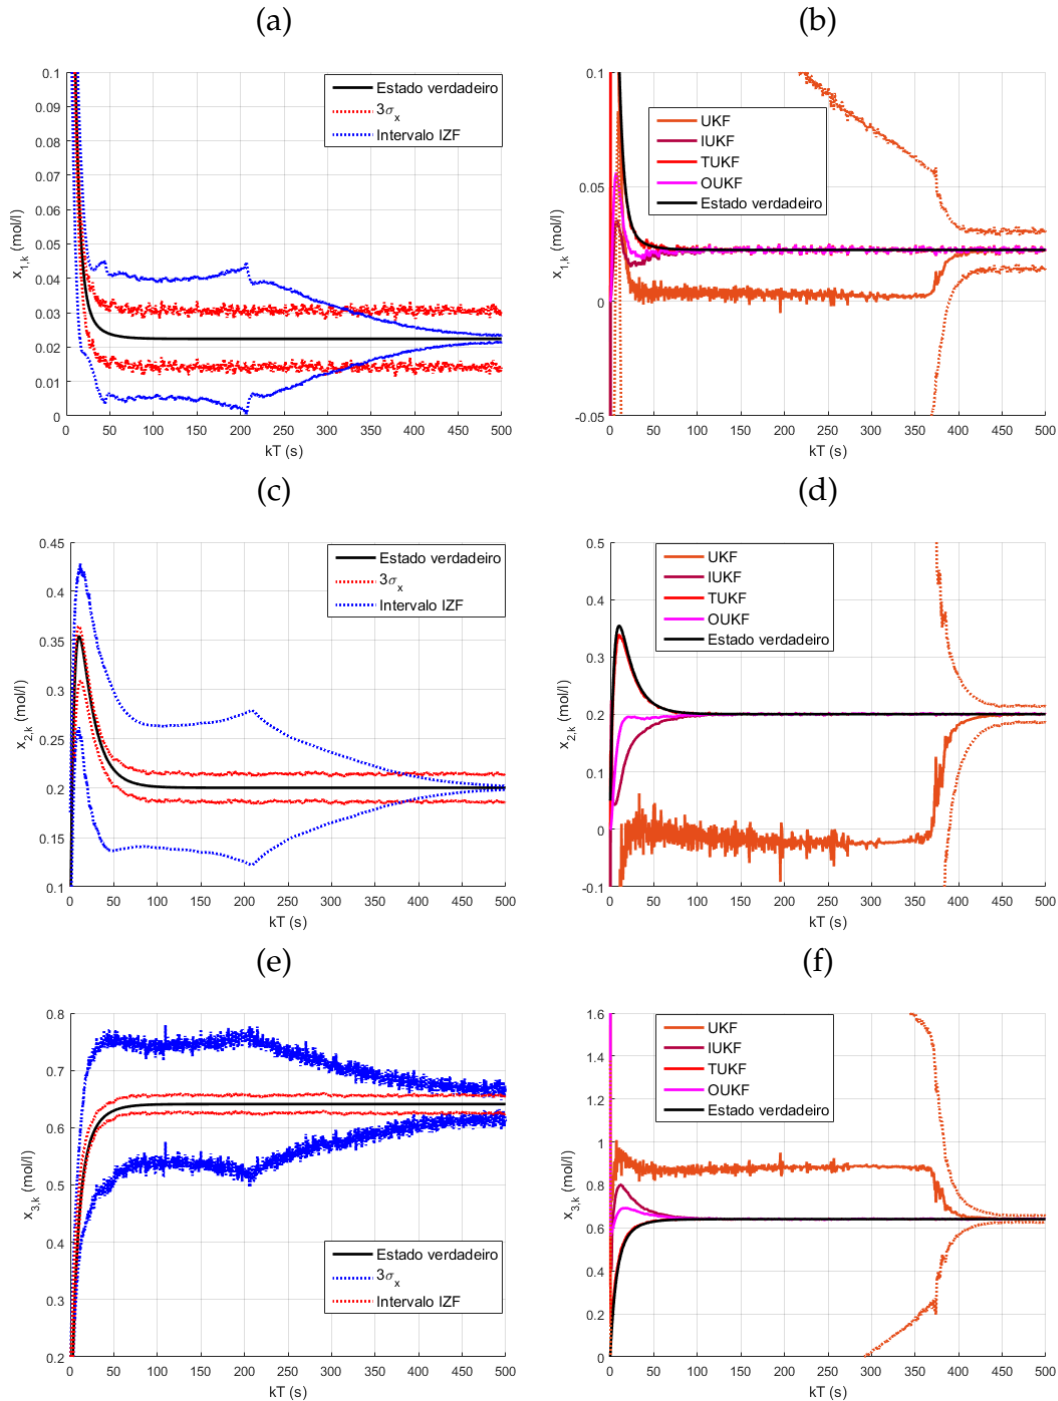 (a)
0.1
0.09
0.08
0.07
0.06
0.05
0.04
0.03
0.02
0.01
0
x1,k (mol/l)
Estado verdadeiro
3σx
Intervalo IZF
0 50 100 150 200 250 300 350 400 450 500
kT (s)
(b)
0.1
0.05
0
-0.05
x1,k (mol/l)
UKF
IUKF
TUKF
OUKF
Estado verdadeiro
0 50 100 150 200 250 300 350 400 450 500
kT (s)
(c)
0.45
0.4
0.35
0.3
0.25
0.2
0.15
0.1
x2,k (mol/l)
Estado verdadeiro
3σx
Intervalo IZF
0 50 100 150 200 250 300 350 400 450 500
kT (s)
(d)
0.5
0.4
0.3
0.2
0.1
0
-0.1
x2,k (mol/l)
UKF
IUKF
TUKF
OUKF
Estado verdadeiro
0 50 100 150 200 250 300 350 400 450 500
kT (s)
(e)
0.8
0.7
0.6
0.5
0.4
0.3
0.2
x3,k (mol/l)
Estado verdadeiro
3σx
Intervalo IZF
0 50 100 150 200 250 300 350 400 450 500
kT (s)
(f)
1.6
1.4
1.2
1
0.8
0.6
0.4
0.2
0
x3,k (mol/l)
UKF
IUKF
TUKF
OUKF
Estado verdadeiro
0 50 100 150 200 250 300 350 400 450 500
kT (s)